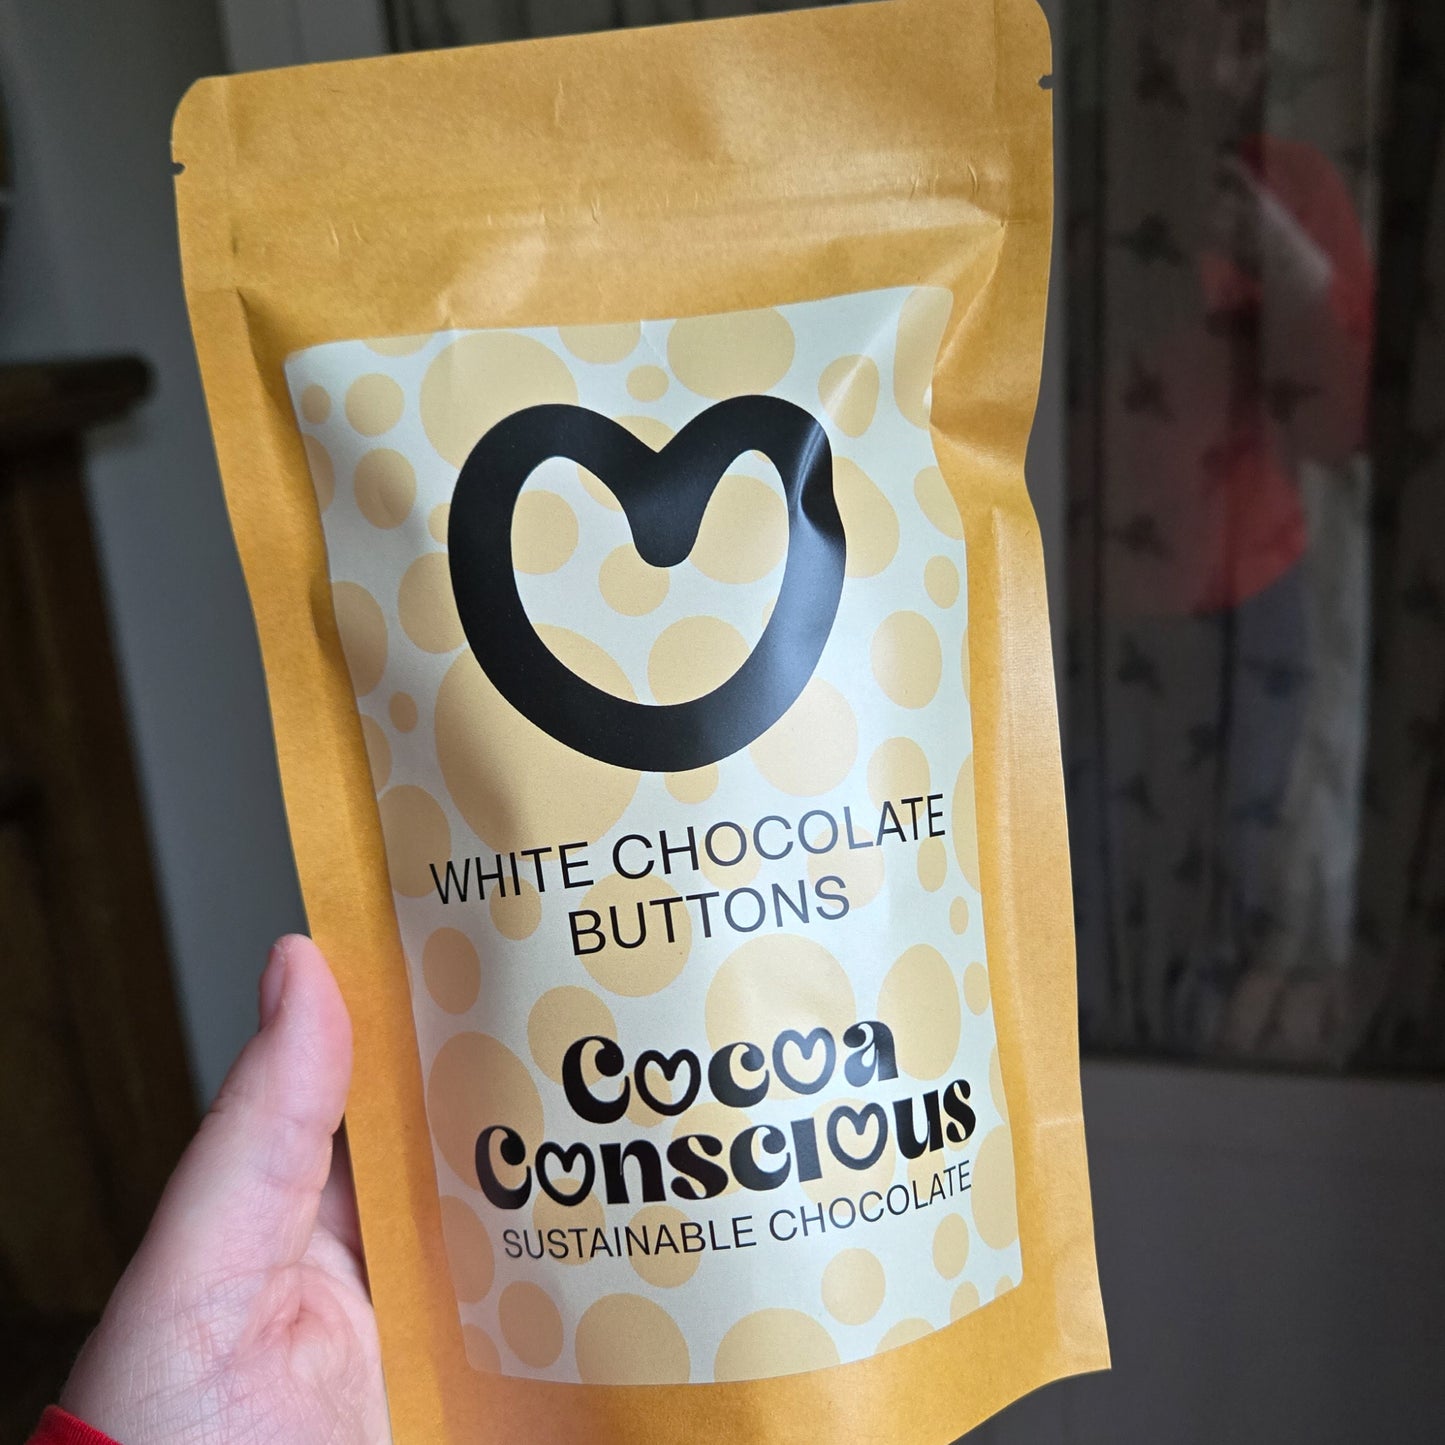 WHITE CHOCOLATE
BUTTONS
Cocoa
Conscious
SUSTAINABLE CHOCOLATE